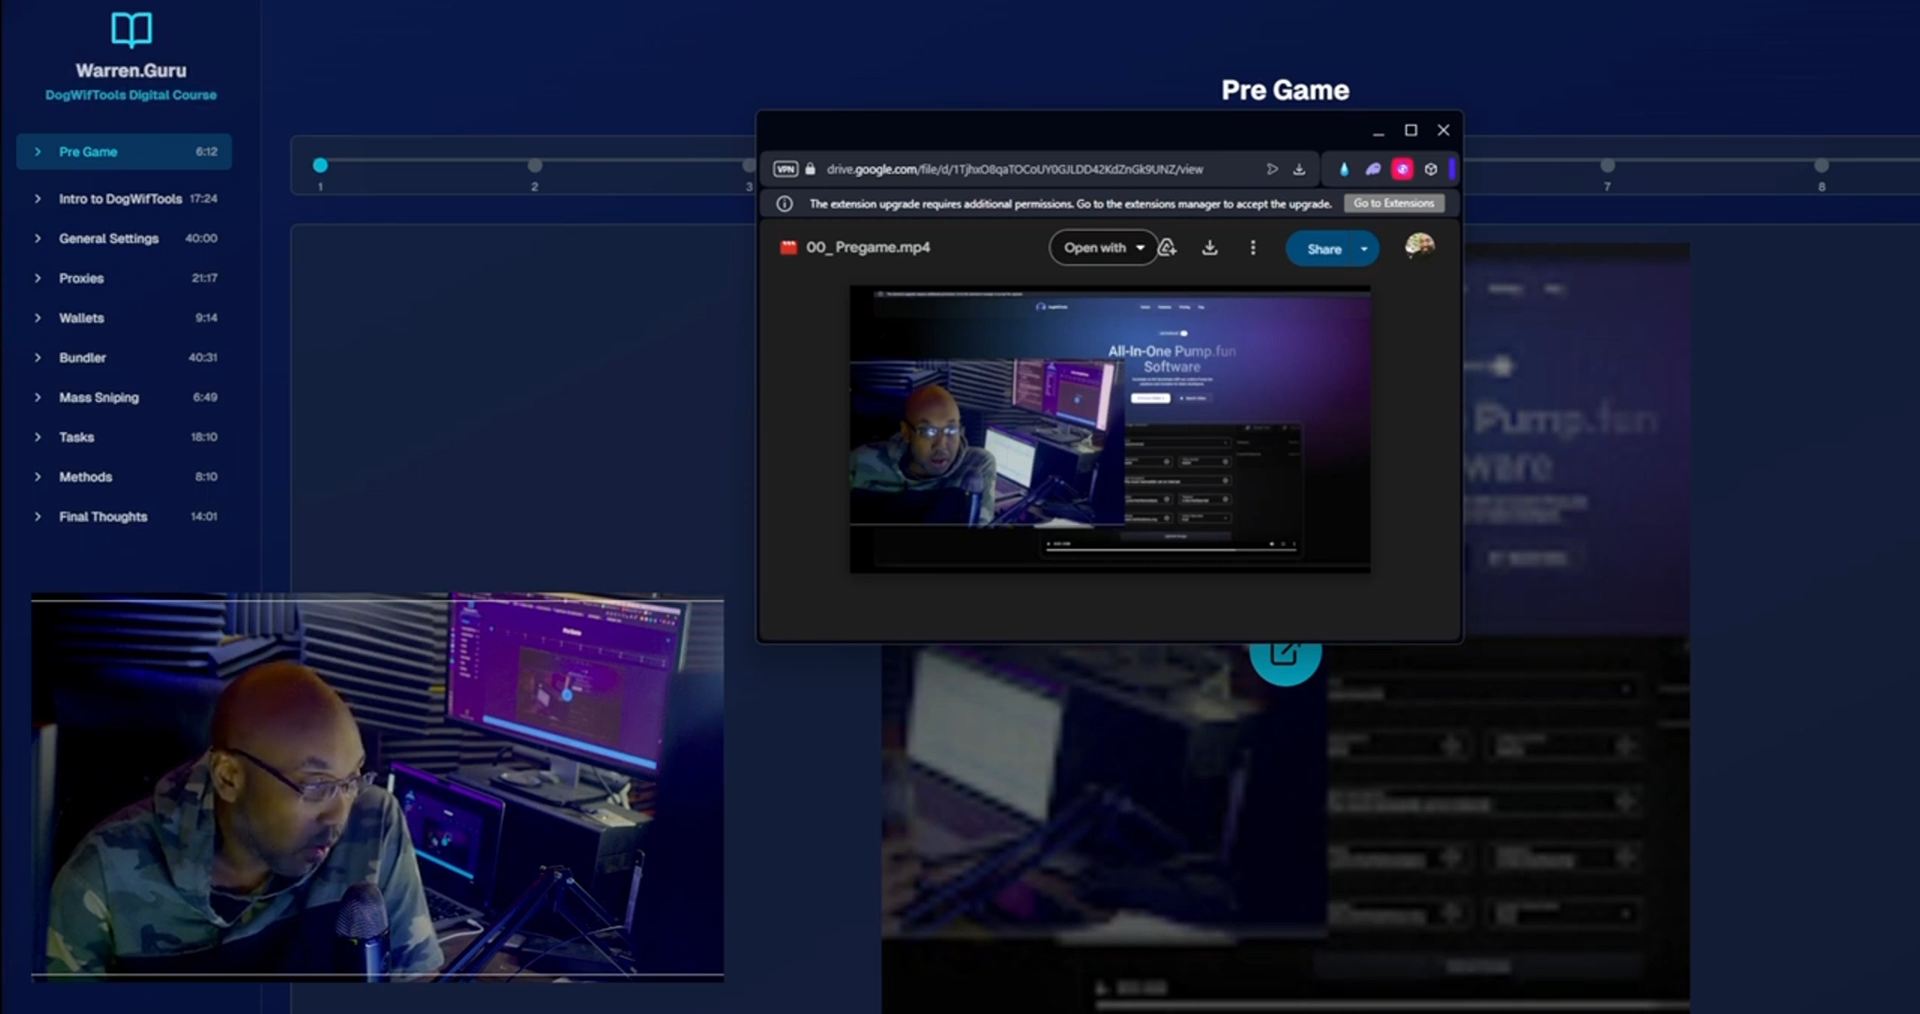 Warren.Guru
DogWifTools Digital Course
Pre Game 6:12
Intro to DogWifTools 17:24
General Settings 40:00
Proxies 21:17
Wallets 9:14
Bundler 40:31
Mass Sniping 6:49
Tasks 18:10
Methods 8:10
Final Thoughts 14:01
Pre Game
1 2 3 7 8
VPN drive.google.com/file/d/1TjhxO8qaTOCoUY0GJLDD42KdZnGk9UNZ/view
The extension upgrade requires additional permissions. Go to the extensions manager to accept the upgrade. Go to Extensions
00_Pregame.mp4 Open with Share
All-In-One Pump.fun
Software
Pump.fun
ware